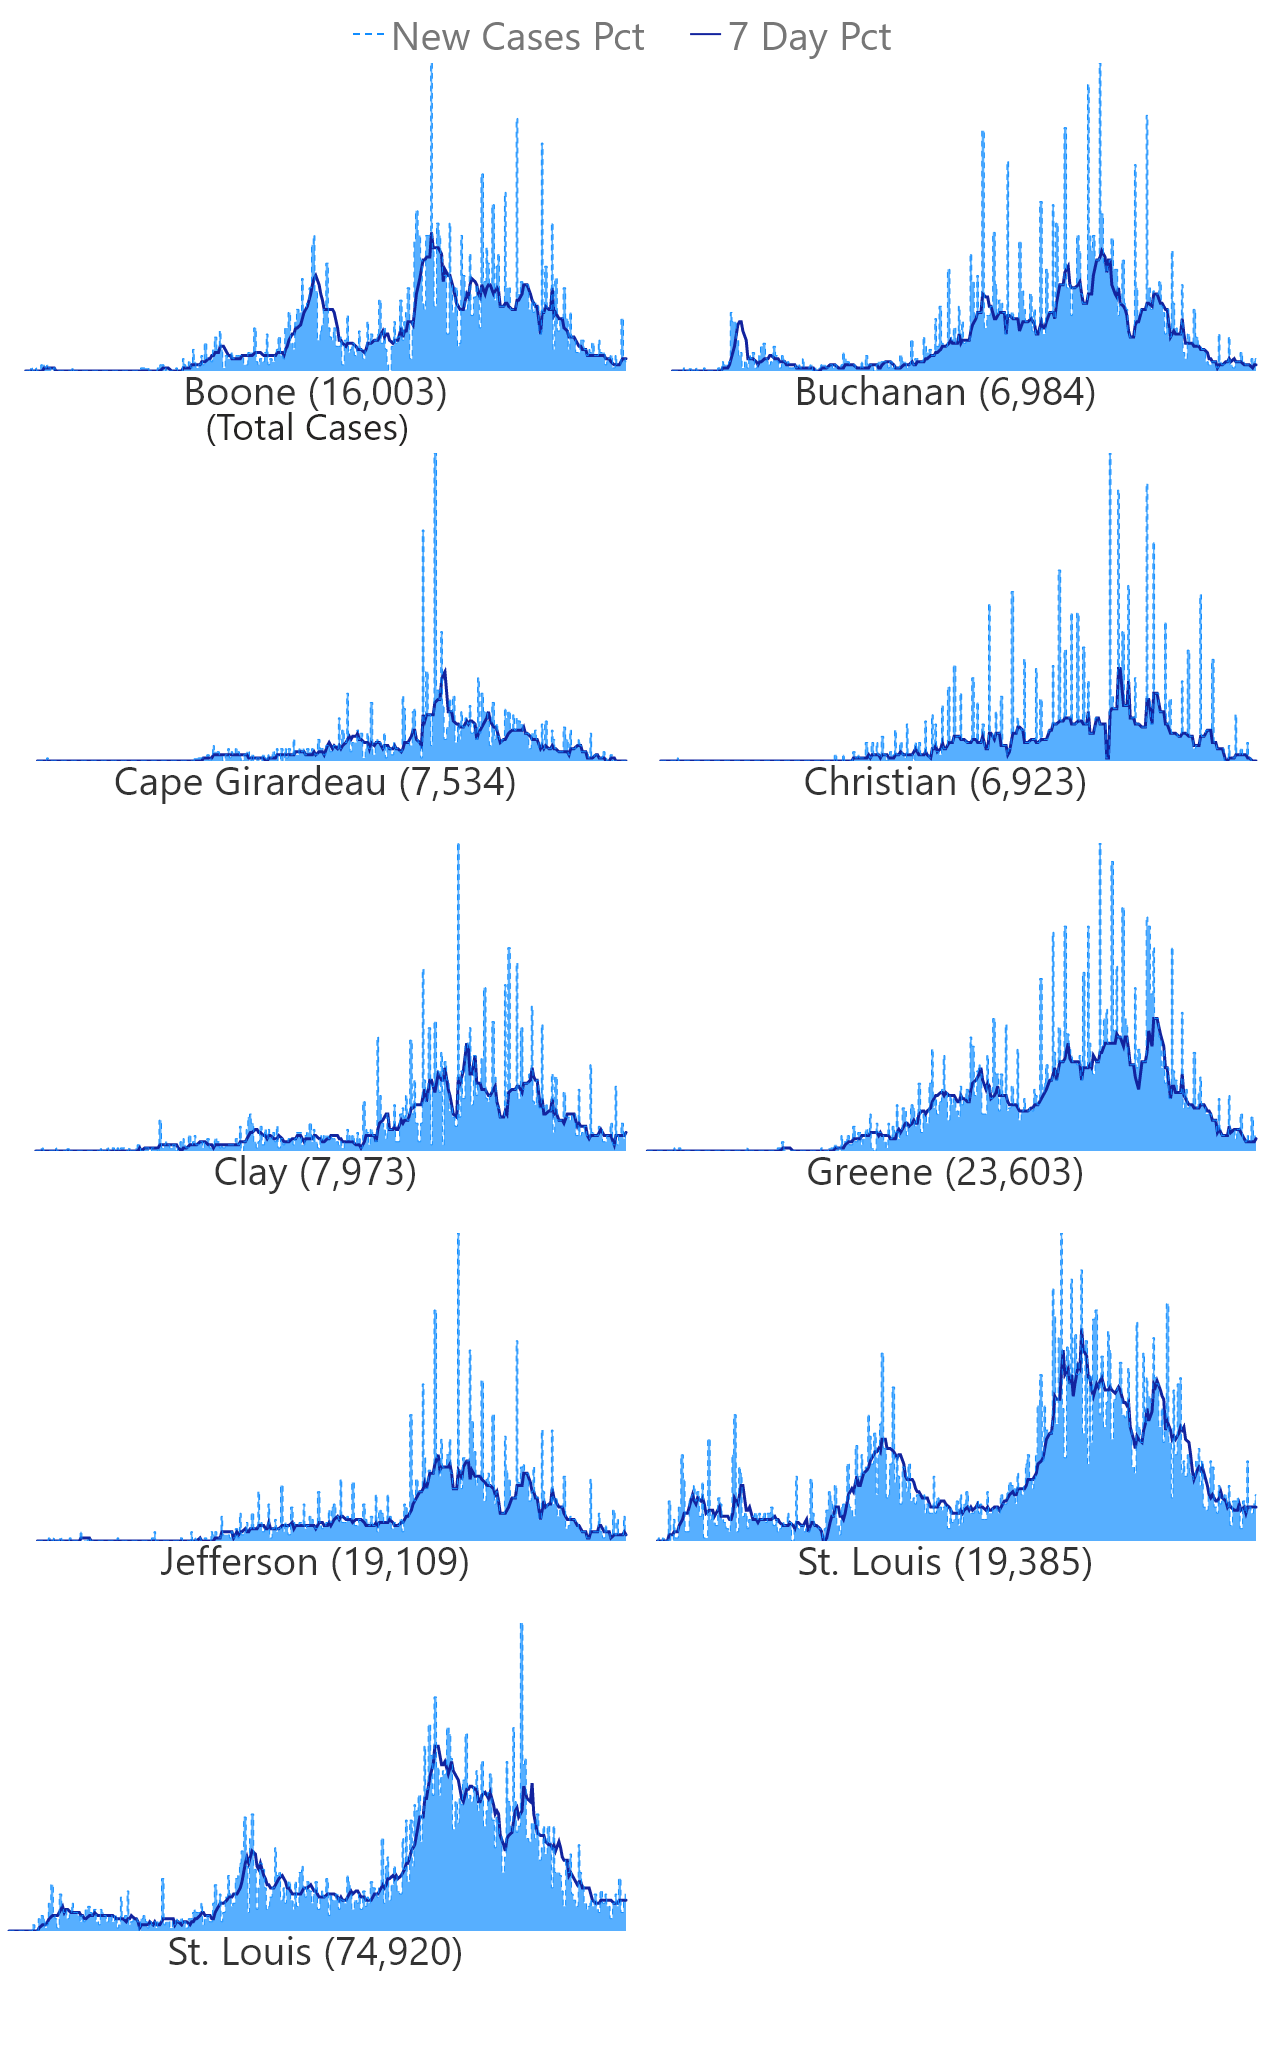 New Cases Pct 7 Day Pct
Boone (16,003) Buchanan (6,984)
(Total Cases)
Cape Girardeau (7,534) Christian (6,923)
Clay (7,973) Greene (23,603)
Jefferson (19,109) St. Louis (19,385)
St. Louis (74,920)